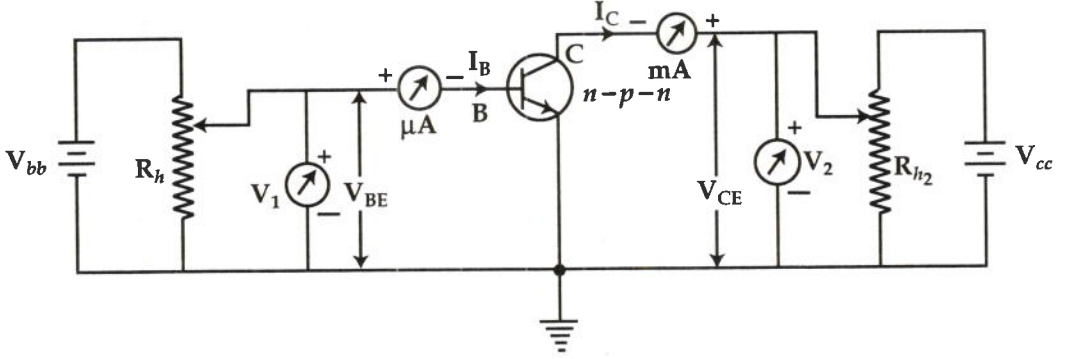 I_C − +
C
mA
+ − I_B
n-p-n
μA B
V_bb R_h V_1 + − V_BE
V_CE + V_2 − R_h2 V_cc